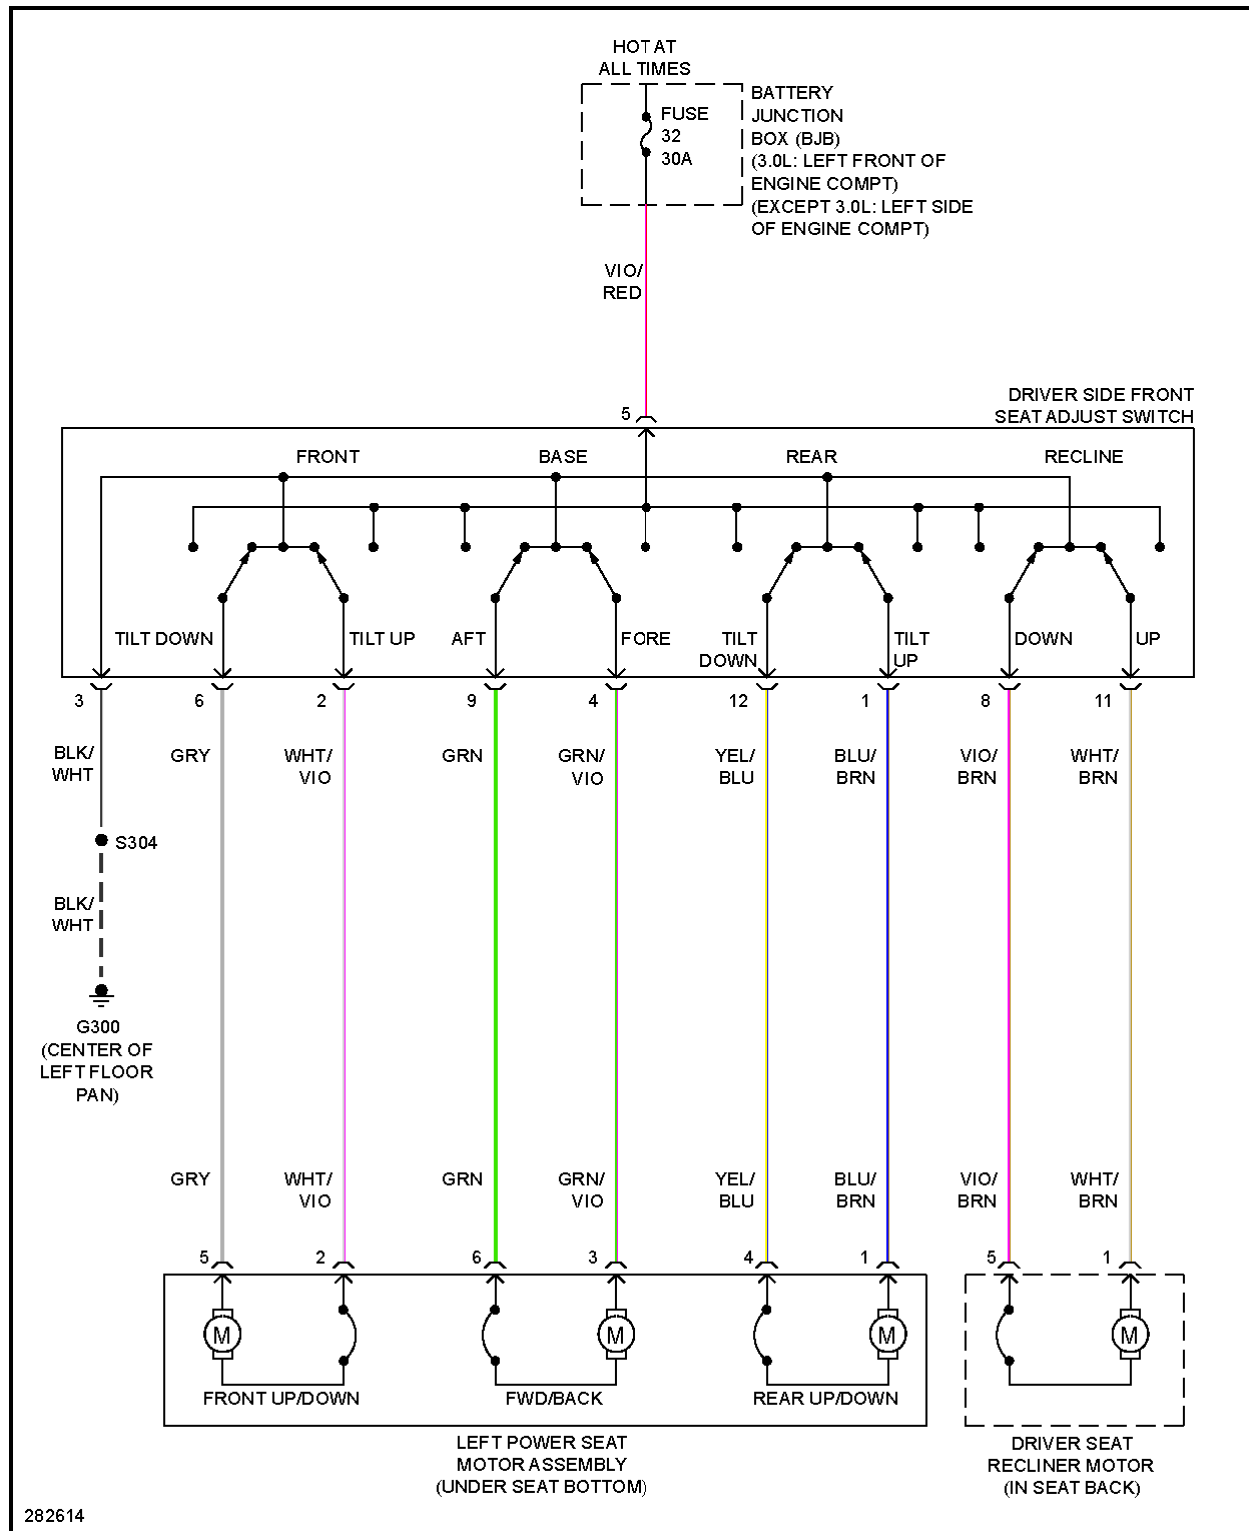 HOT AT
ALL TIMES
FUSE
32
30A
BATTERY
JUNCTION
BOX (BJB)
(3.0L: LEFT FRONT OF
ENGINE COMPT)
(EXCEPT 3.0L: LEFT SIDE
OF ENGINE COMPT)
VIO/
RED
DRIVER SIDE FRONT
SEAT ADJUST SWITCH
5
FRONT BASE REAR RECLINE
TILT DOWN TILT UP AFT FORE TILT
DOWN TILT
UP DOWN UP
3 6 2 9 4 12 1 8 11
BLK/
WHT
GRY
WHT/
VIO
GRN
GRN/
VIO
YEL/
BLU
BLU/
BRN
VIO/
BRN
WHT/
BRN
S304
BLK/
WHT
G300
(CENTER OF
LEFT FLOOR
PAN)
GRY
WHT/
VIO
GRN
GRN/
VIO
YEL/
BLU
BLU/
BRN
VIO/
BRN
WHT/
BRN
5 2 6 3 4 1 5 1
M M M M
FRONT UP/DOWN FWD/BACK REAR UP/DOWN
LEFT POWER SEAT
MOTOR ASSEMBLY
(UNDER SEAT BOTTOM)
DRIVER SEAT
RECLINER MOTOR
(IN SEAT BACK)
282614